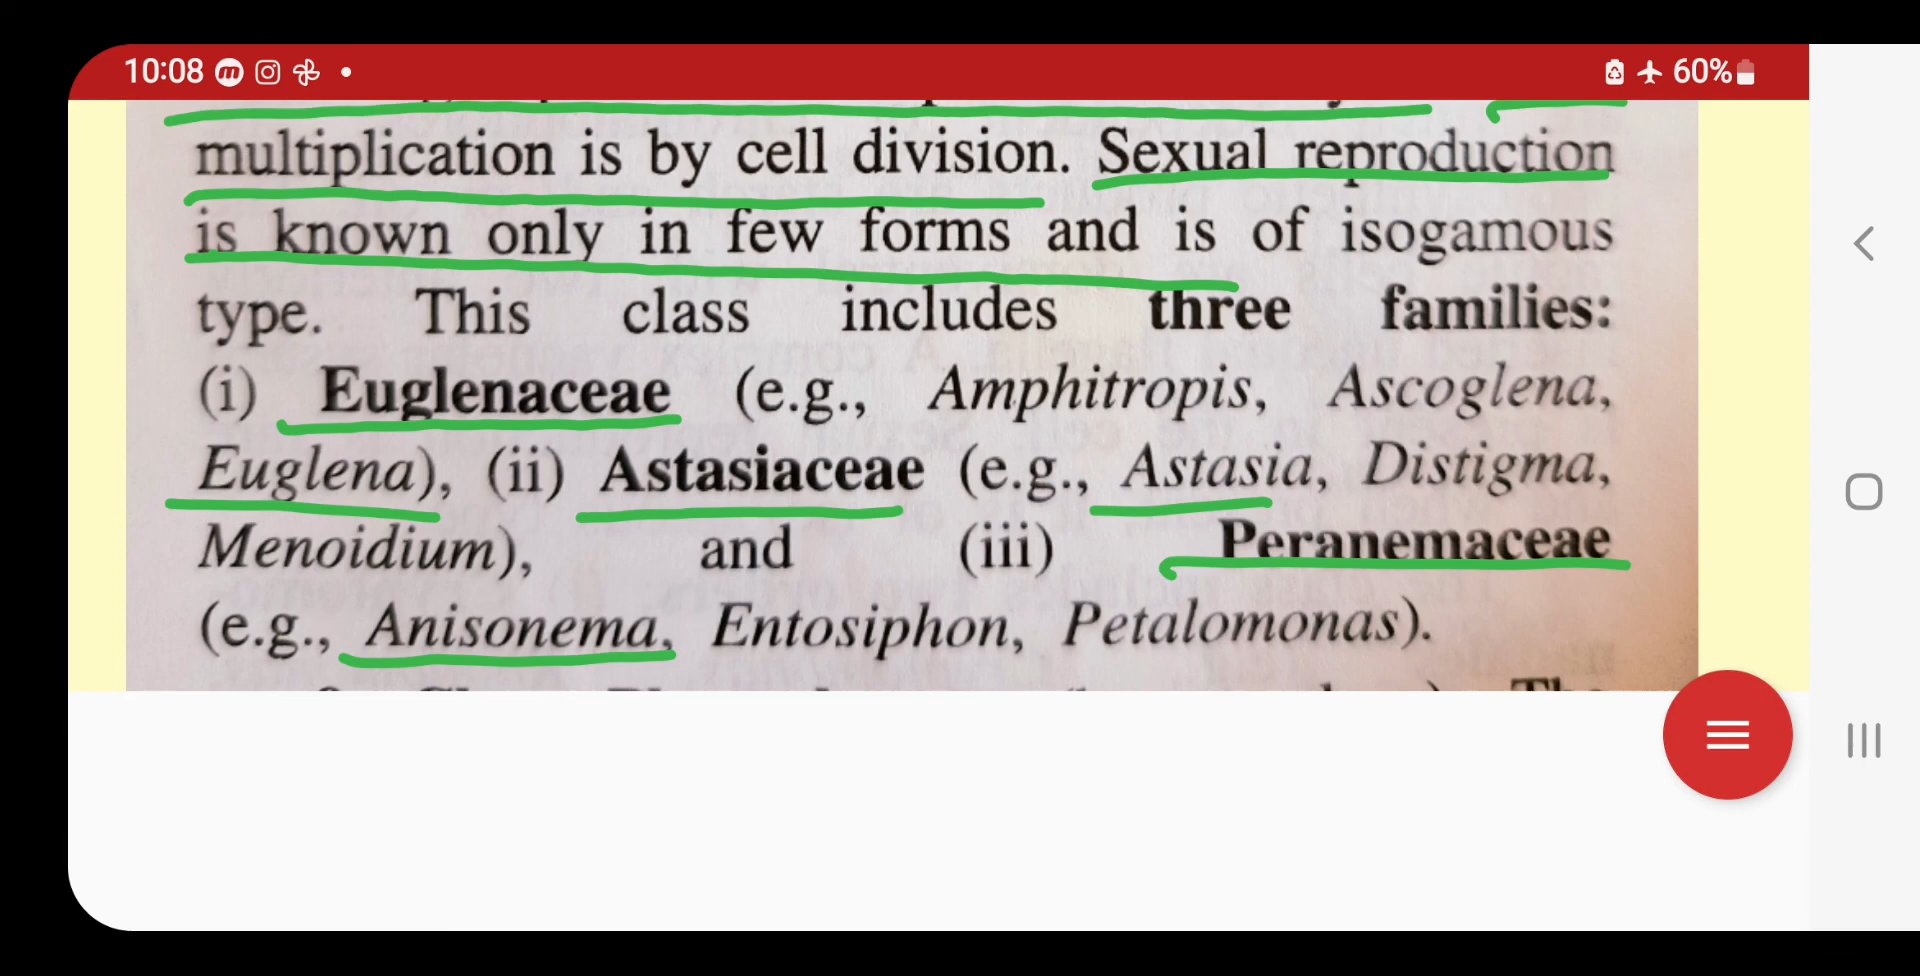 10:08
60%
multiplication is by cell division. Sexual reproduction
is known only in few forms and is of isogamous
type. This class includes three families:
(i) Euglenaceae (e.g., Amphitropis, Ascoglena,
Euglena), (ii) Astasiaceae (e.g., Astasia, Distigma,
Menoidium), and (iii) Peranemaceae
(e.g., Anisonema, Entosiphon, Petalomonas).